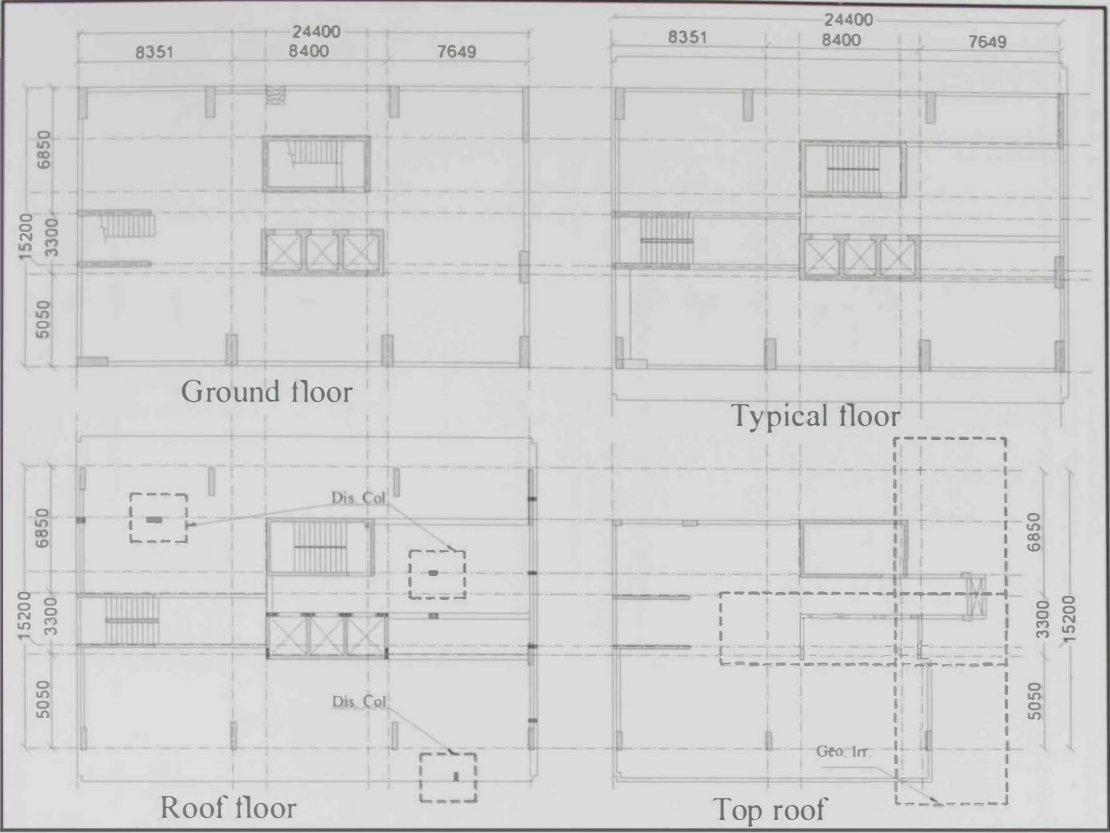 24400
8351 8400 7649
6850
15200
3300
5050
Ground floor
24400
8351 8400 7649
Typical floor
Dis. Col
6850
15200
3300
5050
Dis. Col
Roof floor
6850
3300
15200
5050
Geo. Irr.
Top roof